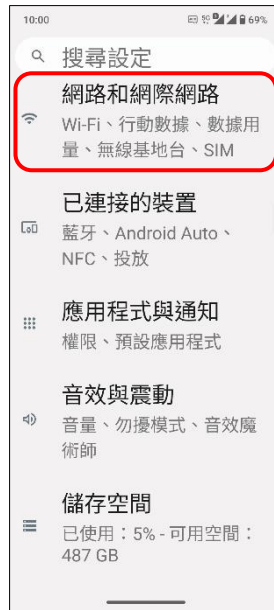 10:00
5G 69%
搜尋設定
網路和網際網路
Wi-Fi、行動數據、數據用
量、無線基地台、SIM
已連接的裝置
藍牙、Android Auto、
NFC、投放
應用程式與通知
權限、預設應用程式
音效與震動
音量、勿擾模式、音效魔
術師
儲存空間
已使用：5% - 可用空間：
487 GB